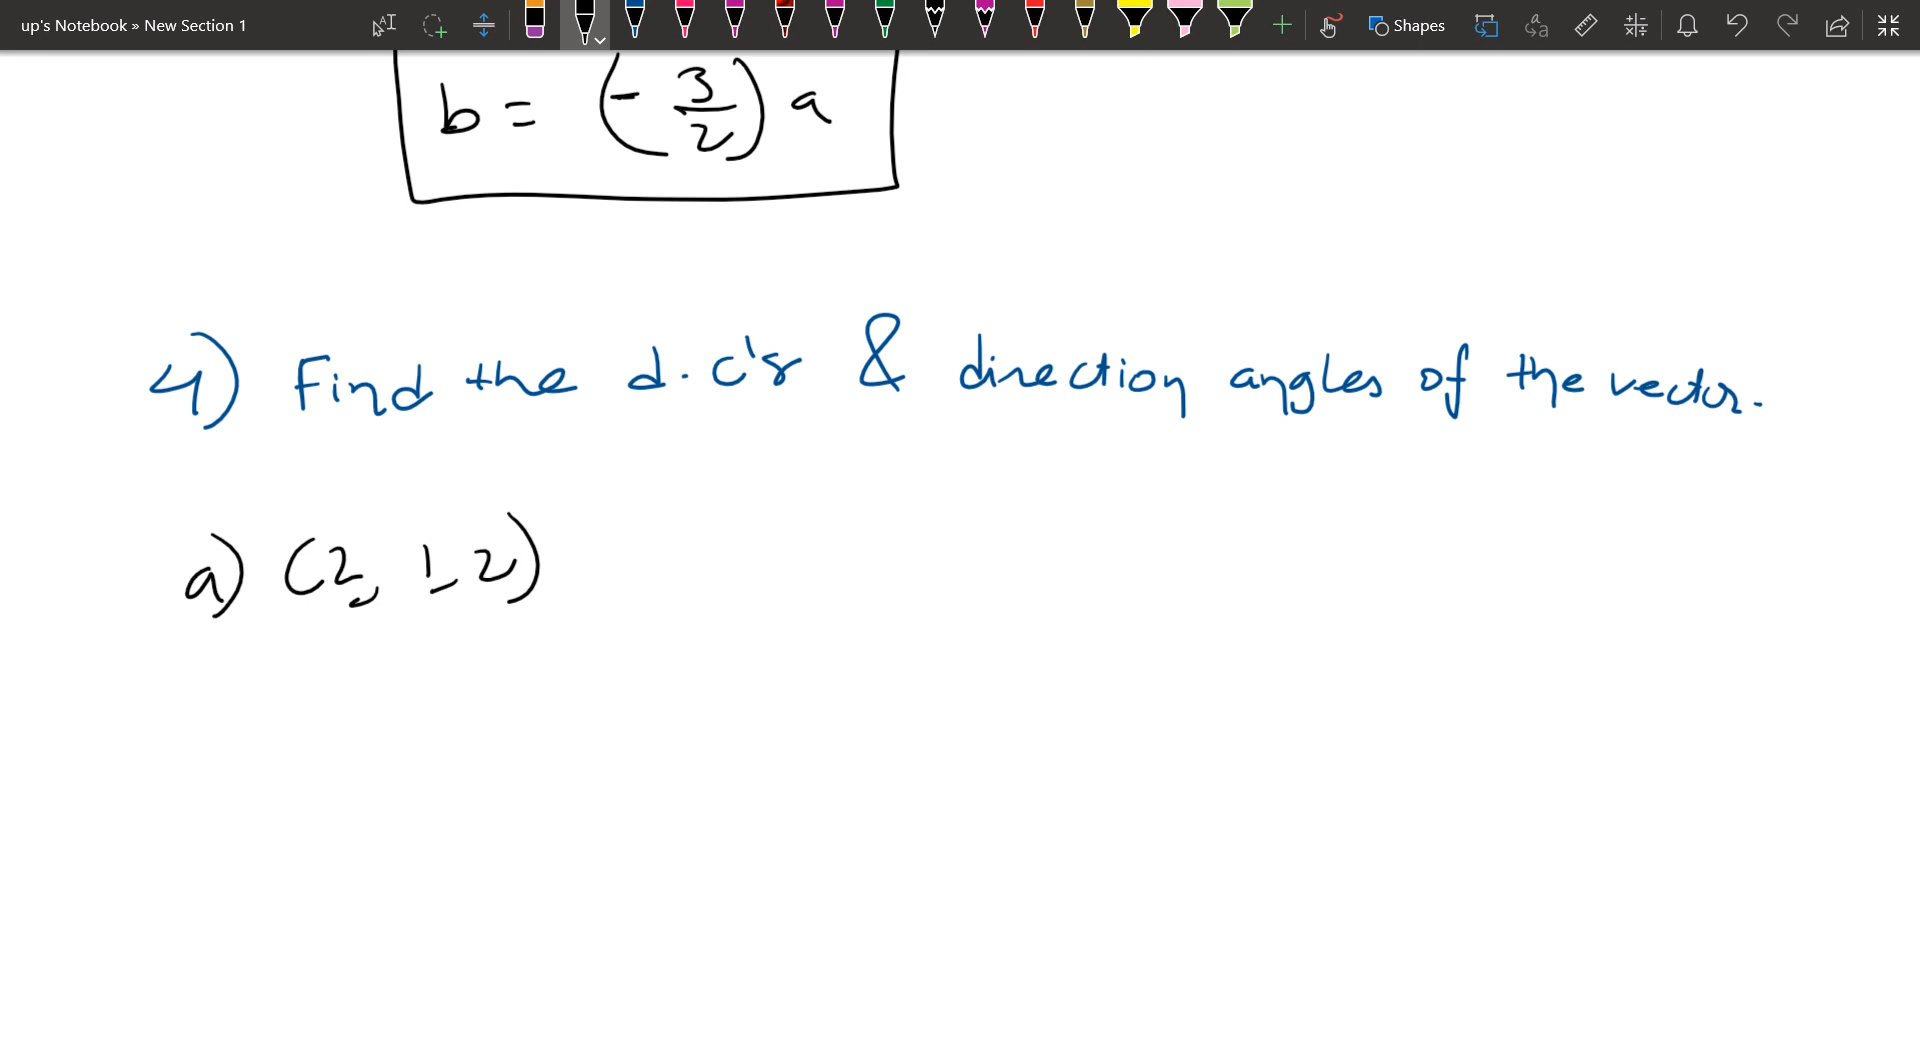 up's Notebook » New Section 1
Shapes
b = (- 3/2) a
4) Find the d.c's & direction angles of the vector.
a) (2, 1, 2)